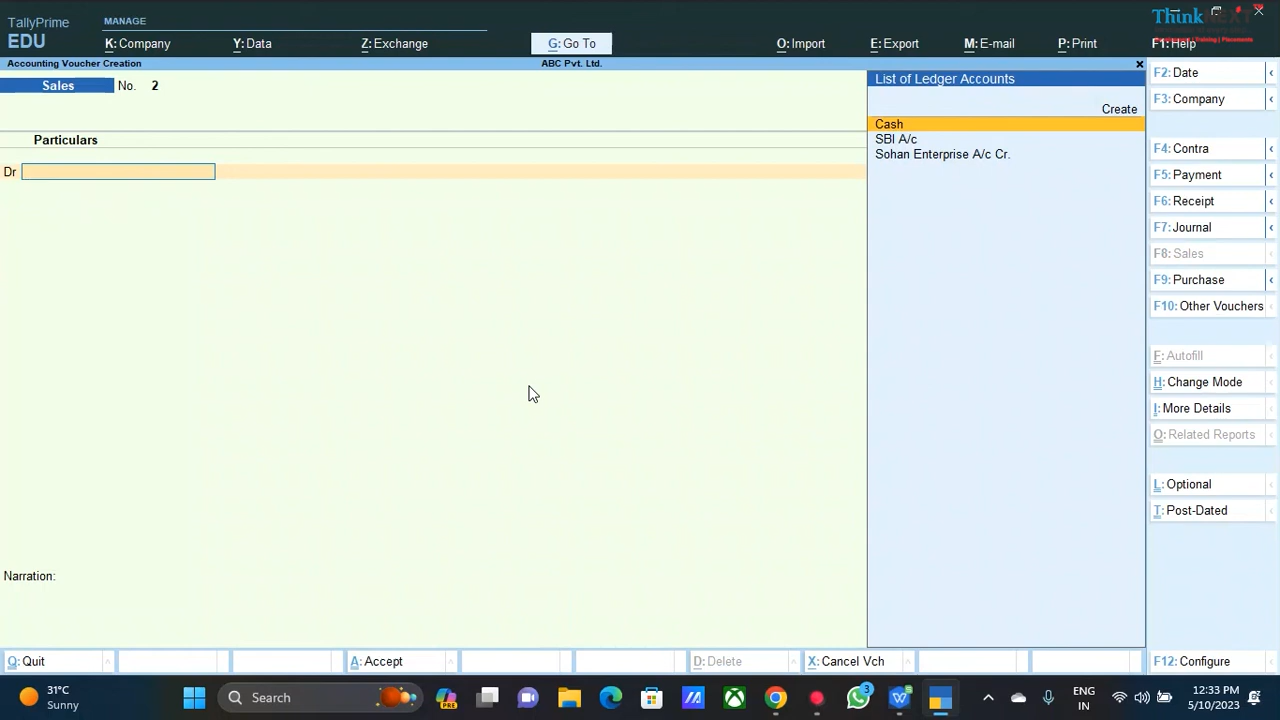 TallyPrime
EDU
MANAGE
K: Company
Y: Data
Z: Exchange
G: Go To
O: Import
E: Export
M: E-mail
P: Print
F1: Help
ThinkNEXT
Accounting Voucher Creation
ABC Pvt. Ltd.
Sales No. 2
Particulars
Dr
Narration:
List of Ledger Accounts
Create
Cash
SBI A/c
Sohan Enterprise A/c Cr.
F2: Date
F3: Company
F4: Contra
F5: Payment
F6: Receipt
F7: Journal
F8: Sales
F9: Purchase
F10: Other Vouchers
F: Autofill
H: Change Mode
I: More Details
O: Related Reports
L: Optional
T: Post-Dated
Q: Quit
A: Accept
D: Delete
X: Cancel Vch
F12: Configure
31°C
Sunny
Search
PRE
3
ENG
IN
12:33 PM
5/10/2023